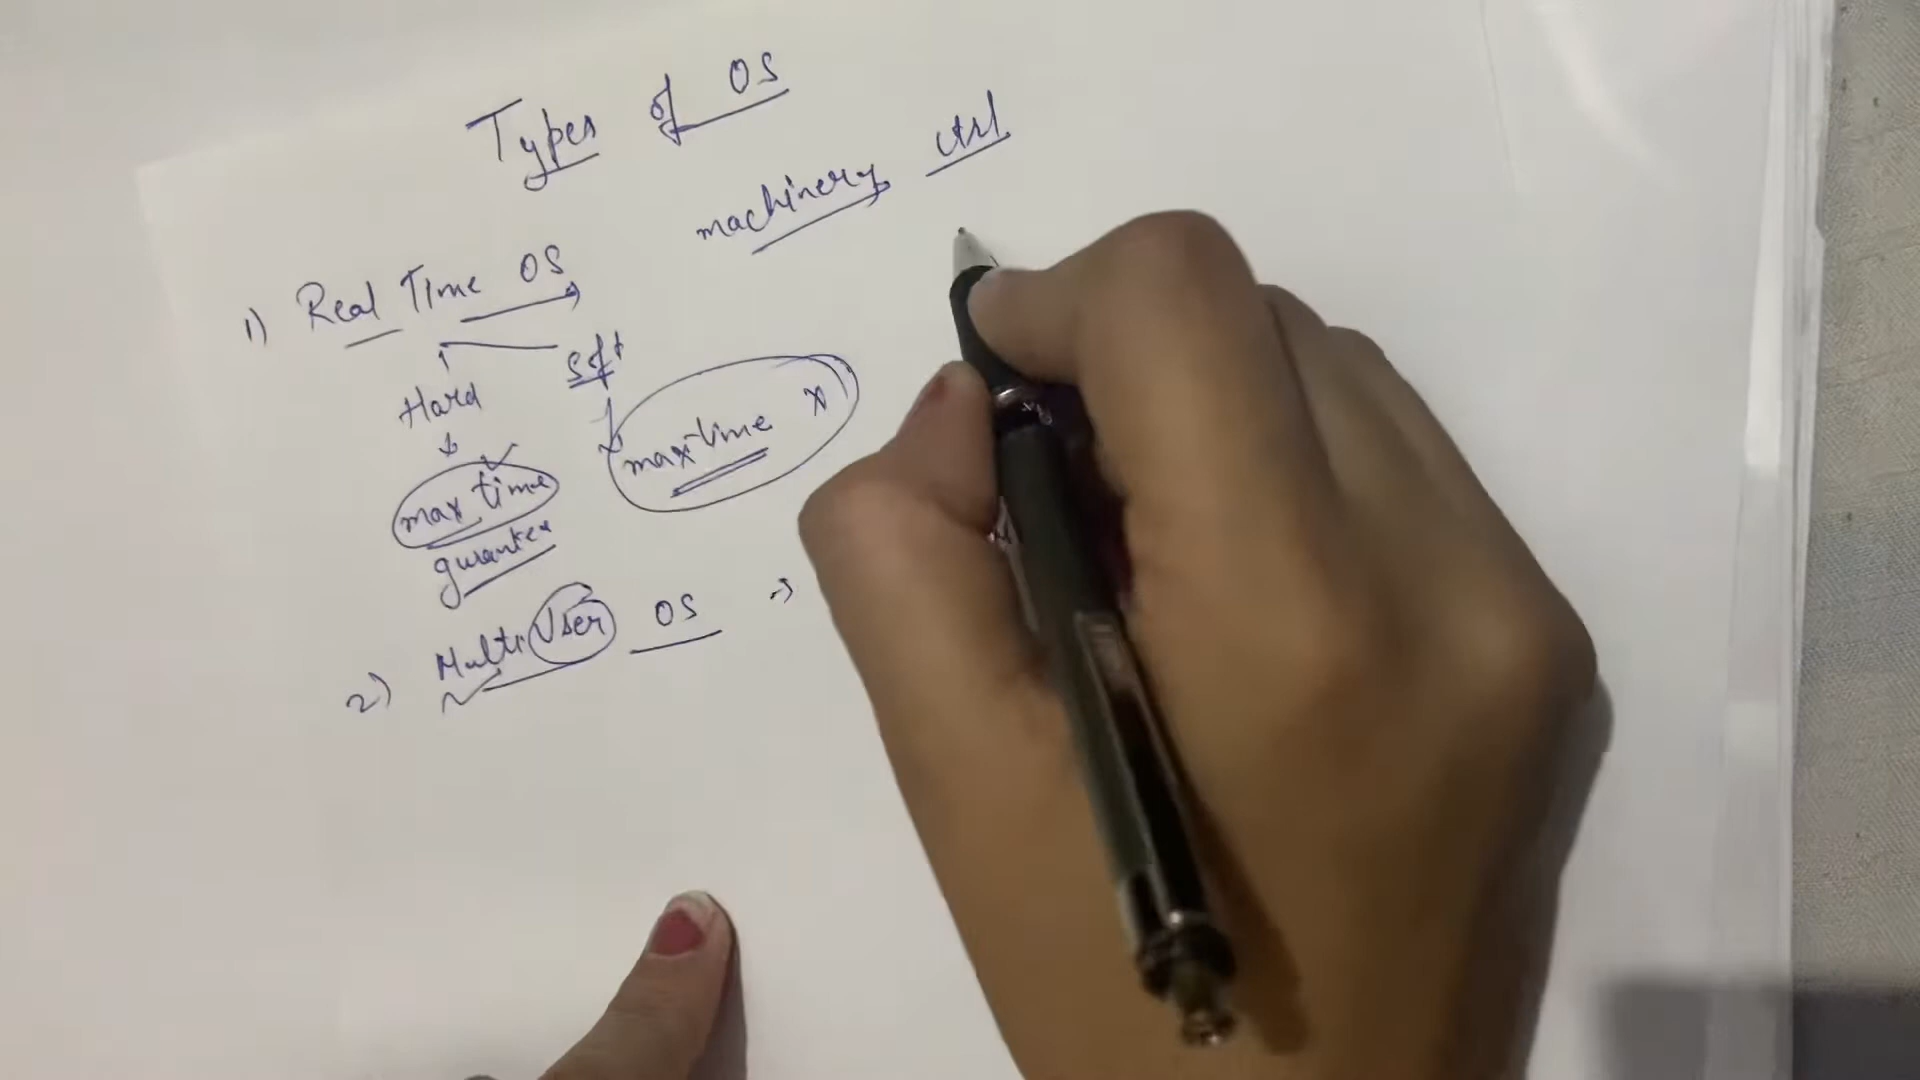 Types of OS
machinery ctrl
1) Real Time OS →
Hard
Soft
max time ✓
gurantee
max-time x
2) Multi User OS →